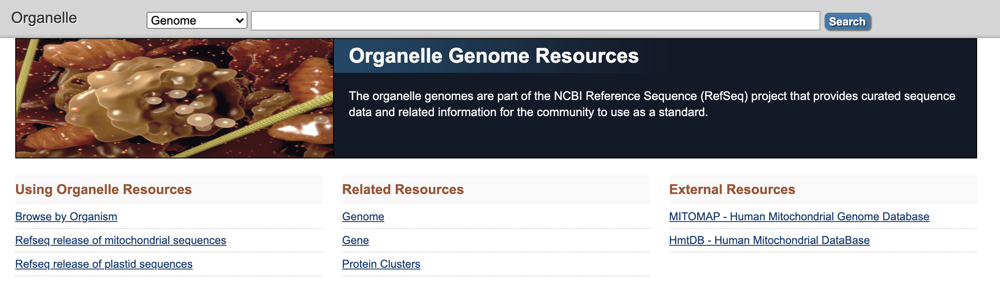 Organelle
Genome
Search
Organelle Genome Resources
The organelle genomes are part of the NCBI Reference Sequence (RefSeq) project that provides curated sequence
data and related information for the community to use as a standard.
Using Organelle Resources
Browse by Organism
Refseq release of mitochondrial sequences
Refseq release of plastid sequences
Related Resources
Genome
Gene
Protein Clusters
External Resources
MITOMAP - Human Mitochondrial Genome Database
HmtDB - Human Mitochondrial DataBase